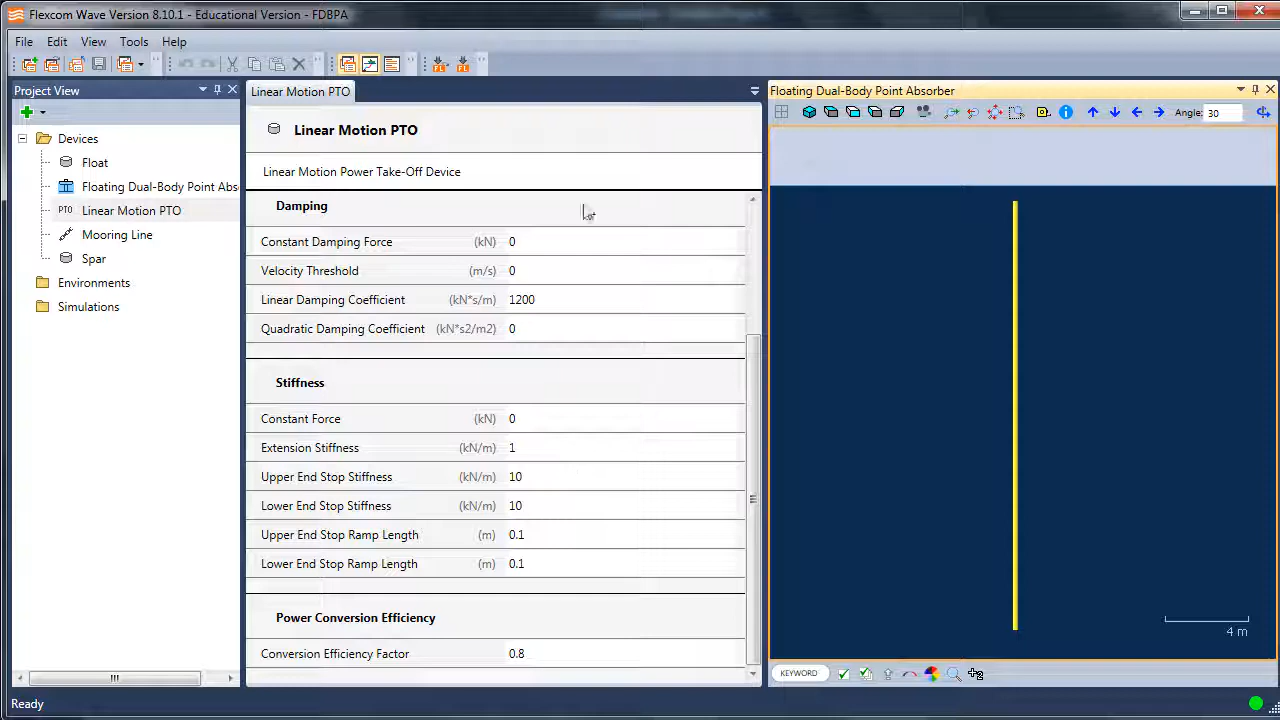 Flexcom Wave Version 8.10.1 - Educational Version - FDBPA
File Edit View Tools Help
Project View
Devices
Float
Floating Dual-Body Point Abs
Linear Motion PTO
Mooring Line
Spar
Environments
Simulations
Linear Motion PTO
Linear Motion PTO
Linear Motion Power Take-Off Device
Damping
Constant Damping Force (kN) 0
Velocity Threshold (m/s) 0
Linear Damping Coefficient (kN*s/m) 1200
Quadratic Damping Coefficient (kN*s2/m2) 0
Stiffness
Constant Force (kN) 0
Extension Stiffness (kN/m) 1
Upper End Stop Stiffness (kN/m) 10
Lower End Stop Stiffness (kN/m) 10
Upper End Stop Ramp Length (m) 0.1
Lower End Stop Ramp Length (m) 0.1
Power Conversion Efficiency
Conversion Efficiency Factor 0.8
Floating Dual-Body Point Absorber
Angle: 30
4 m
KEYWORD
Ready